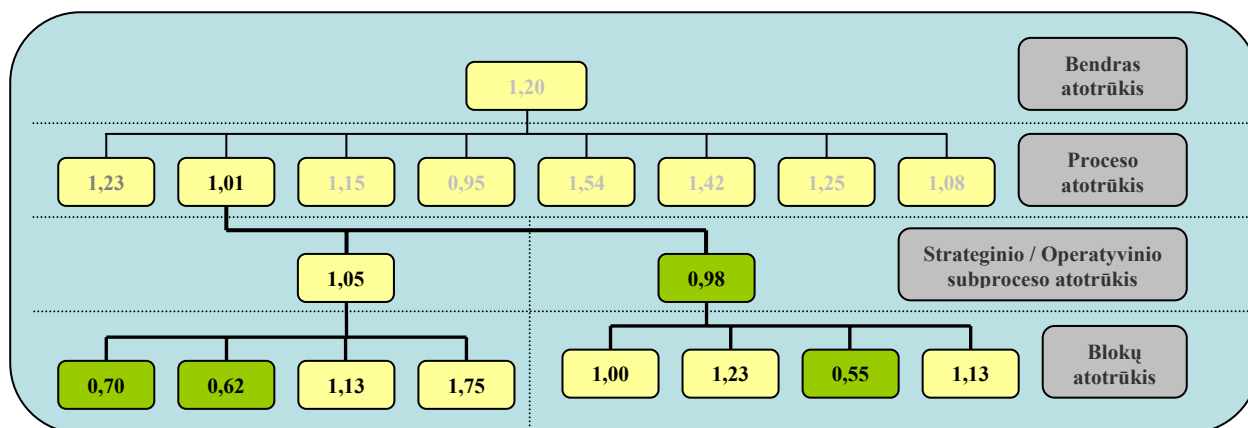 Bendras
atotrūkis
1,20
1,23 1,01 1,15 0,95 1,54 1,42 1,25 1,08
Proceso
atotrūkis
1,05 0,98
Strateginio / Operatyvinio
subproceso atotrūkis
0,70 0,62 1,13 1,75 1,00 1,23 0,55 1,13
Blokų
atotrūkis